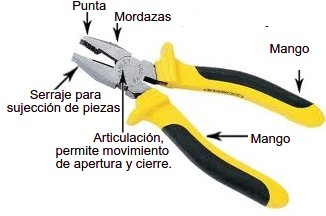 Punta
Mordazas
Mango
Serraje para
sujección de piezas
Articulación,
permite movimiento
de apertura y cierre.
Mango